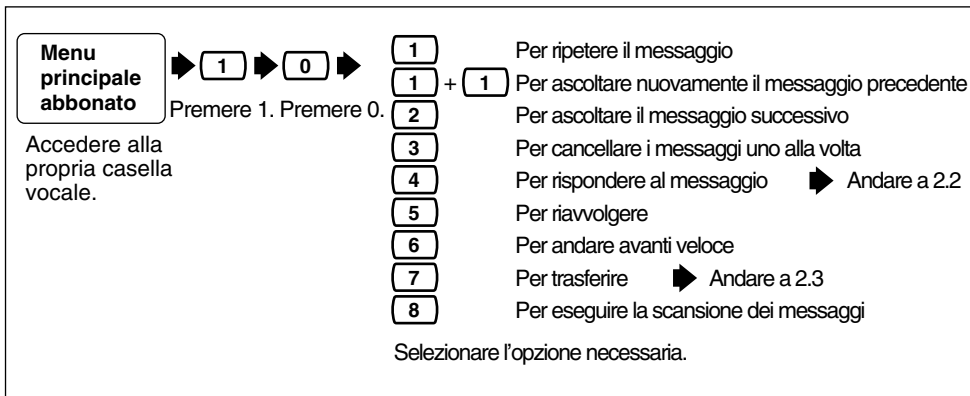 Menu
principale
abbonato
Accedere alla
propria casella
vocale.
1 0
Premere 1. Premere 0.
1 Per ripetere il messaggio
1 + 1 Per ascoltare nuovamente il messaggio precedente
2 Per ascoltare il messaggio successivo
3 Per cancellare i messaggi uno alla volta
4 Per rispondere al messaggio Andare a 2.2
5 Per riavvolgere
6 Per andare avanti veloce
7 Per trasferire Andare a 2.3
8 Per eseguire la scansione dei messaggi
Selezionare l'opzione necessaria.